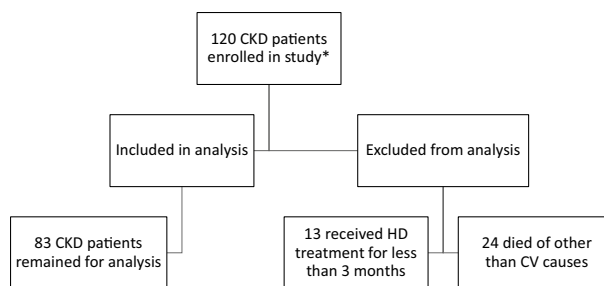 120 CKD patients
enrolled in study*
Included in analysis
Excluded from analysis
83 CKD patients
remained for analysis
13 received HD
treatment for less
than 3 months
24 died of other
than CV causes